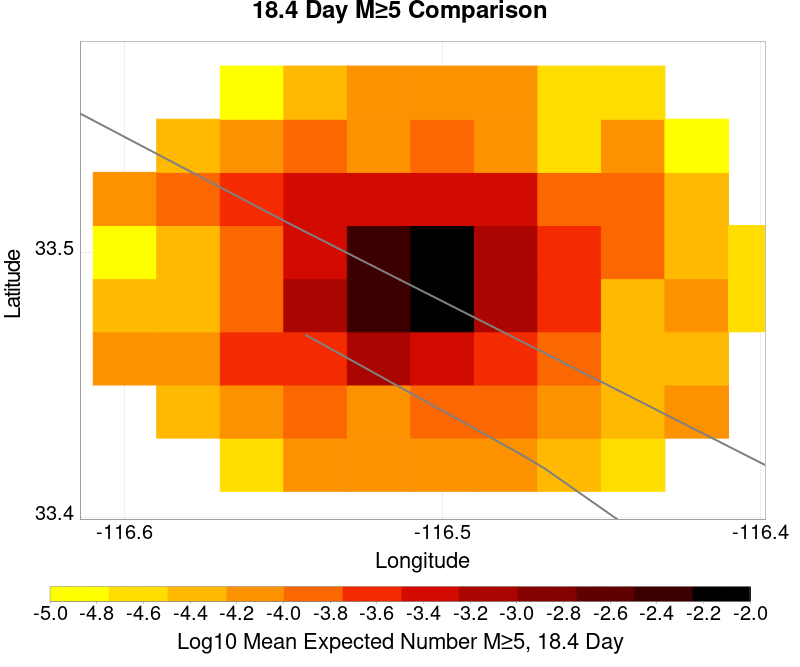 18.4 Day M≥5 Comparison
Latitude
33.5
33.4
-116.6 -116.5 -116.4
Longitude
-5.0 -4.8 -4.6 -4.4 -4.2 -4.0 -3.8 -3.6 -3.4 -3.2 -3.0 -2.8 -2.6 -2.4 -2.2 -2.0
Log10 Mean Expected Number M≥5, 18.4 Day